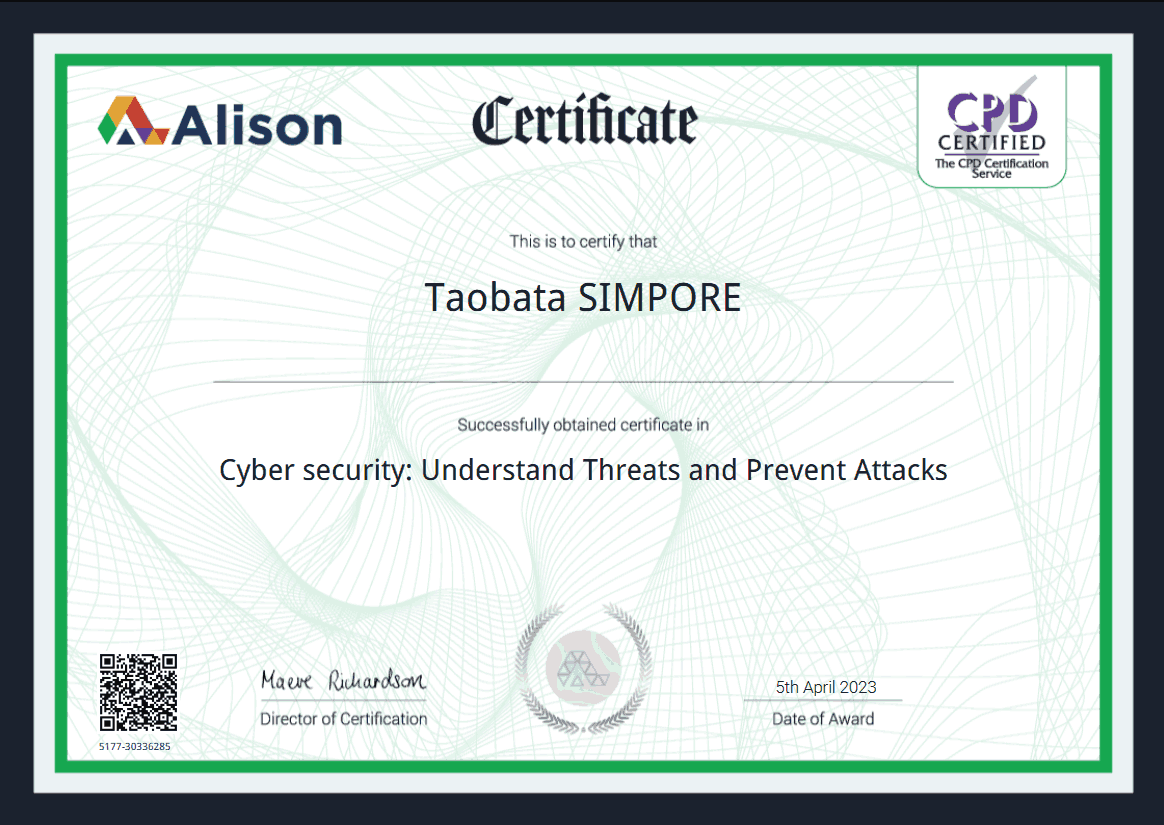 Alison
Certificate
CPD
CERTIFIED
The CPD Certification
Service
This is to certify that
Taobata SIMPORE
Successfully obtained certificate in
Cyber security: Understand Threats and Prevent Attacks
Maeve Richardson
Director of Certification
5th April 2023
Date of Award
5177-30336285